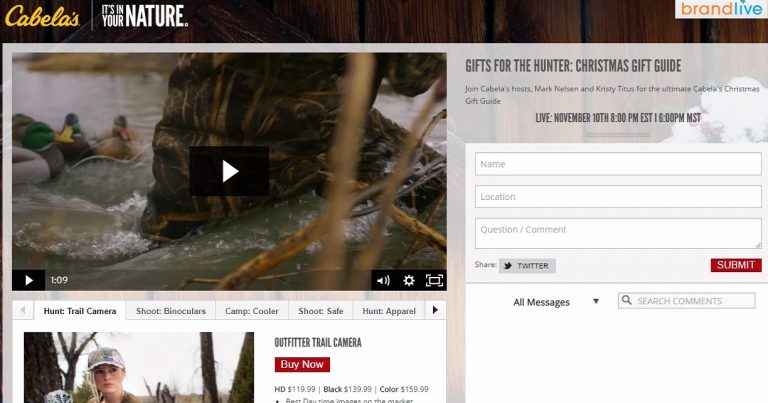 Cabela's
IT'S IN
YOUR NATURE.
brandlive
GIFTS FOR THE HUNTER: CHRISTMAS GIFT GUIDE
Join Cabela's hosts, Mark Nelsen and Kristy Titus for the ultimate Cabela's Christmas
Gift Guide
LIVE: NOVEMBER 10TH 8:00 PM EST | 6:00PM MST
Name
Location
Question / Comment
Share: TWITTER SUBMIT
1:09
All Messages SEARCH COMMENTS
Hunt: Trail Camera Shoot: Binoculars Camp: Cooler Shoot: Safe Hunt: Apparel
OUTFITTER TRAIL CAMERA
Buy Now
HD $119.99 | Black $139.99 | Color $159.99
• Best Day time images on the market